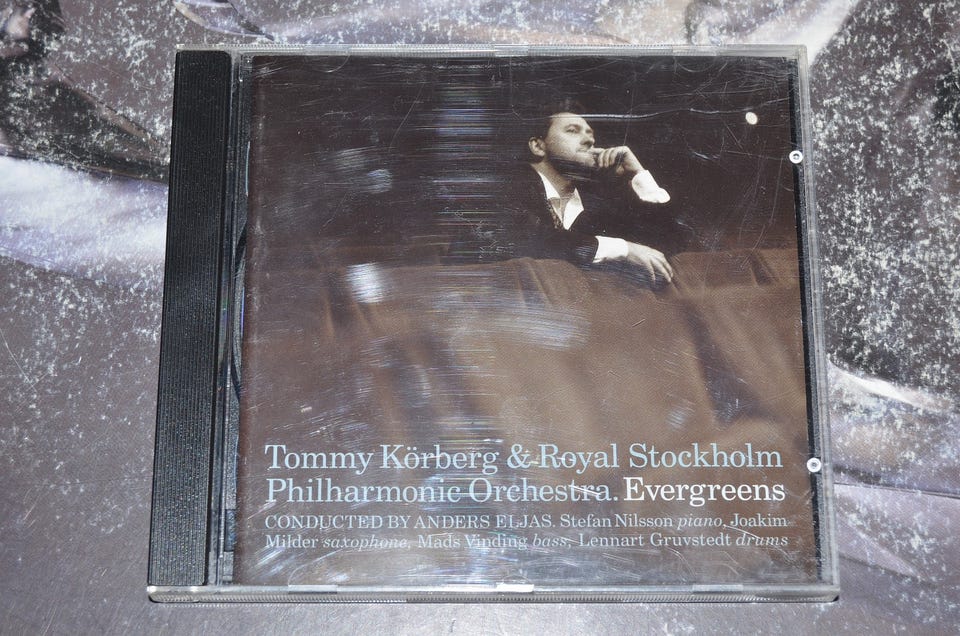 Tommy Körberg & Royal Stockholm
Philharmonic Orchestra. Evergreens
CONDUCTED BY ANDERS ELJAS. Stefan Nilsson piano, Joakim
Milder saxophone, Mads Vinding bass, Lennart Gruvstedt drums